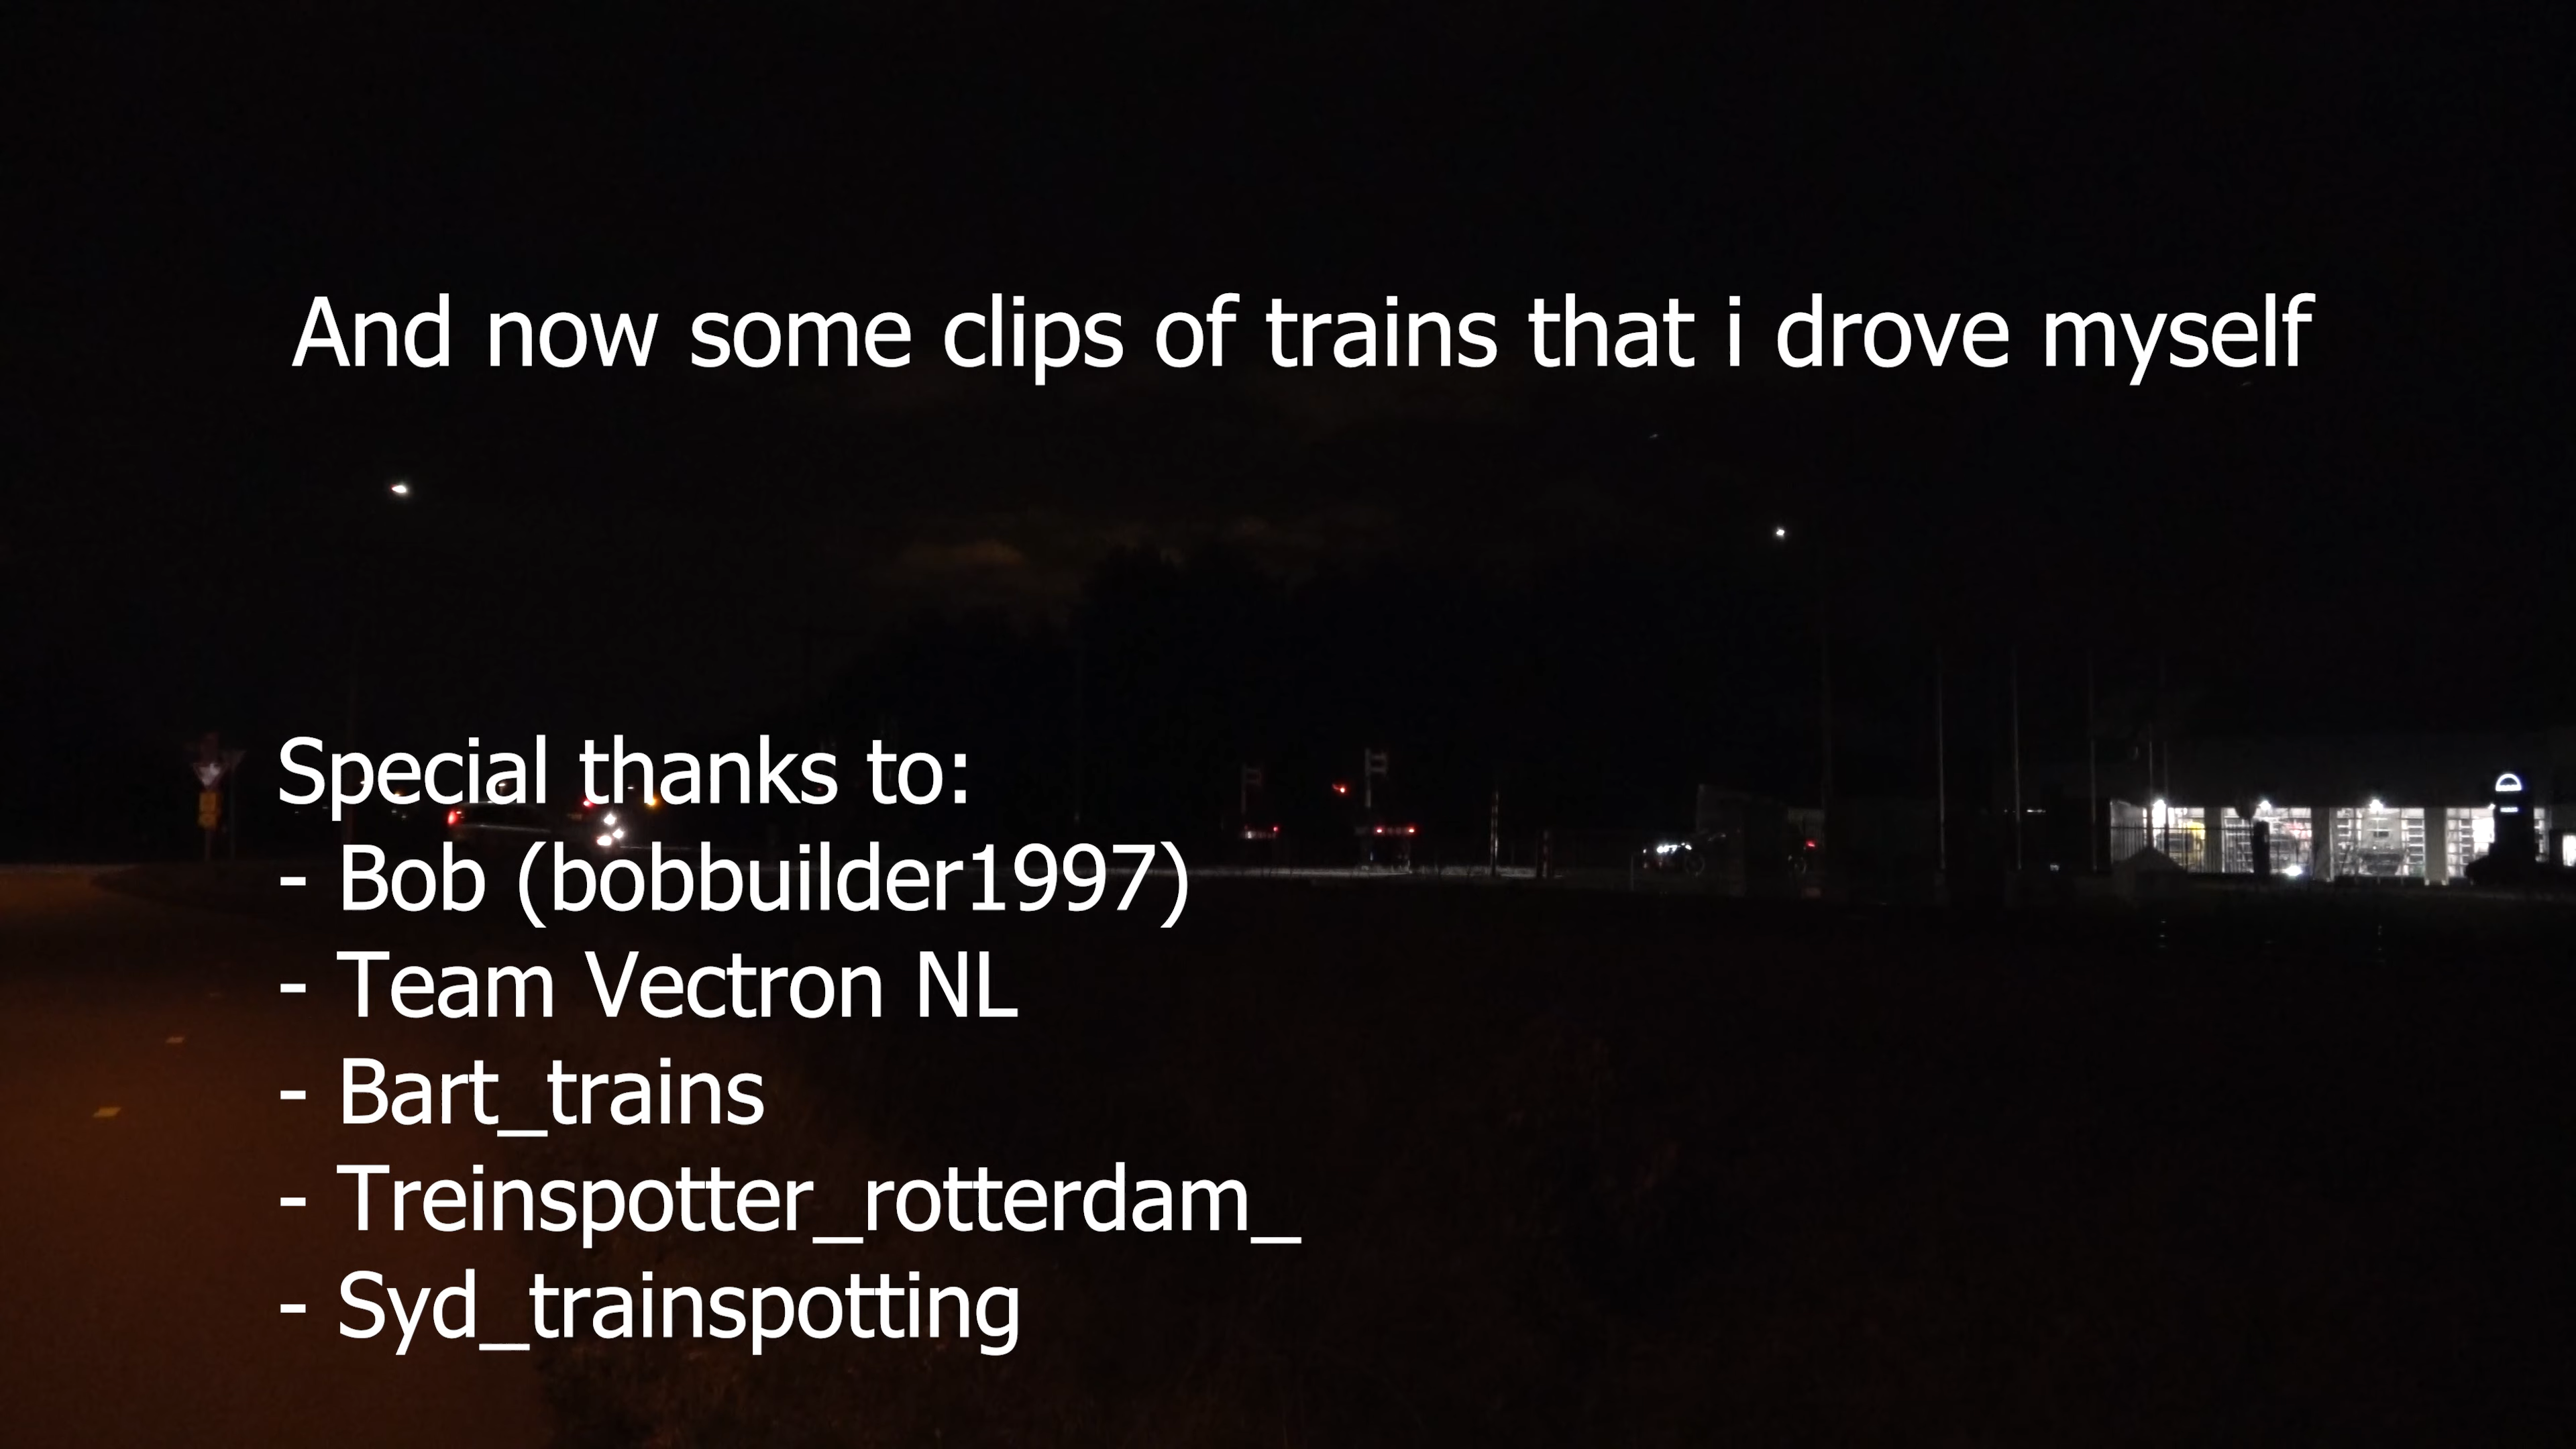 And now some clips of trains that i drove myself
Special thanks to:
- Bob (bobbuilder1997)
- Team Vectron NL
- Bart_trains
- Treinspotter_rotterdam_
- Syd_trainspotting